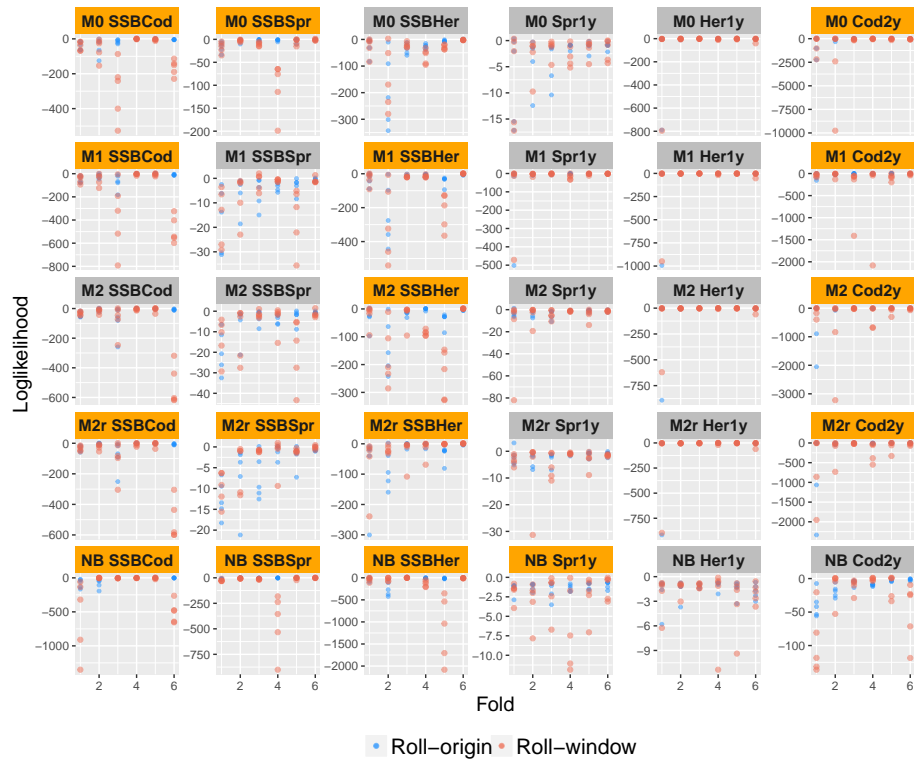 M0 SSBCod M0 SSBSpr M0 SSBHer M0 Spr1y M0 Her1y M0 Cod2y
0 −200 −400 0 −50 −100 −150 −200 0 −100 −200 −300 0 −5 −10 −15 0 −200 −400 −600 −800 0 −2500 −5000 −7500 −10000
M1 SSBCod M1 SSBSpr M1 SSBHer M1 Spr1y M1 Her1y M1 Cod2y
0 −200 −400 −600 −800 0 −10 −20 −30 0 −200 −400 0 −100 −200 −300 −400 −500 0 −250 −500 −750 −1000 0 −500 −1000 −1500 −2000
M2 SSBCod M2 SSBSpr M2 SSBHer M2 Spr1y M2 Her1y M2 Cod2y
0 −200 −400 −600 0 −10 −20 −30 −40 0 −100 −200 −300 0 −20 −40 −60 −80 0 −250 −500 −750 0 −1000 −2000 −3000
M2r SSBCod M2r SSBSpr M2r SSBHer M2r Spr1y M2r Her1y M2r Cod2y
0 −200 −400 −600 0 −5 −10 −15 −20 0 −100 −200 −300 0 −10 −20 −30 0 −250 −500 −750 0 −500 −1000 −1500 −2000
NB SSBCod NB SSBSpr NB SSBHer NB Spr1y NB Her1y NB Cod2y
0 −500 −1000 0 −250 −500 −750 0 −500 −1000 −1500 −2000 0.0 −2.5 −5.0 −7.5 −10.0 0 −3 −6 −9 0 −50 −100
2 4 6 2 4 6 2 4 6 2 4 6 2 4 6 2 4 6
Loglikelihood
Fold
Roll−origin Roll−window